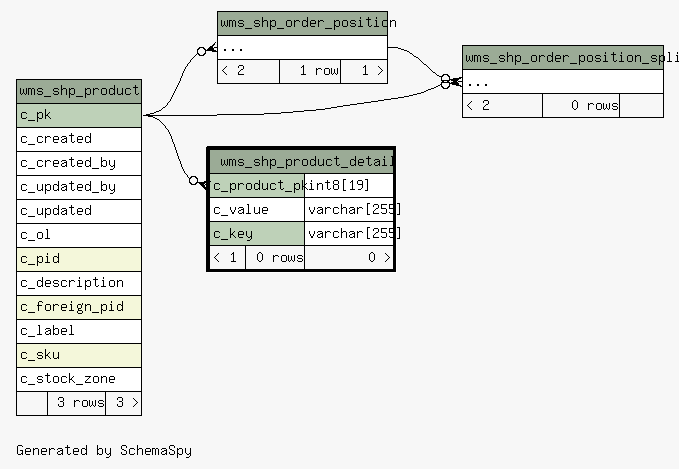 wms_shp_order_position
...
< 2 1 row 1 >
wms_shp_order_position_spli
...
< 2 0 rows
wms_shp_product
c_pk
c_created
c_created_by
c_updated_by
c_updated
c_ol
c_pid
c_description
c_foreign_pid
c_label
c_sku
c_stock_zone
3 rows 3 >
wms_shp_product_detail
c_product_pk int8[19]
c_value varchar[255]
c_key varchar[255]
< 1 0 rows 0 >
Generated by SchemaSpy